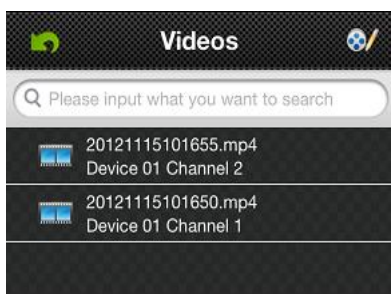 Videos
Please input what you want to search
20121115101655.mp4
Device 01 Channel 2
20121115101650.mp4
Device 01 Channel 1